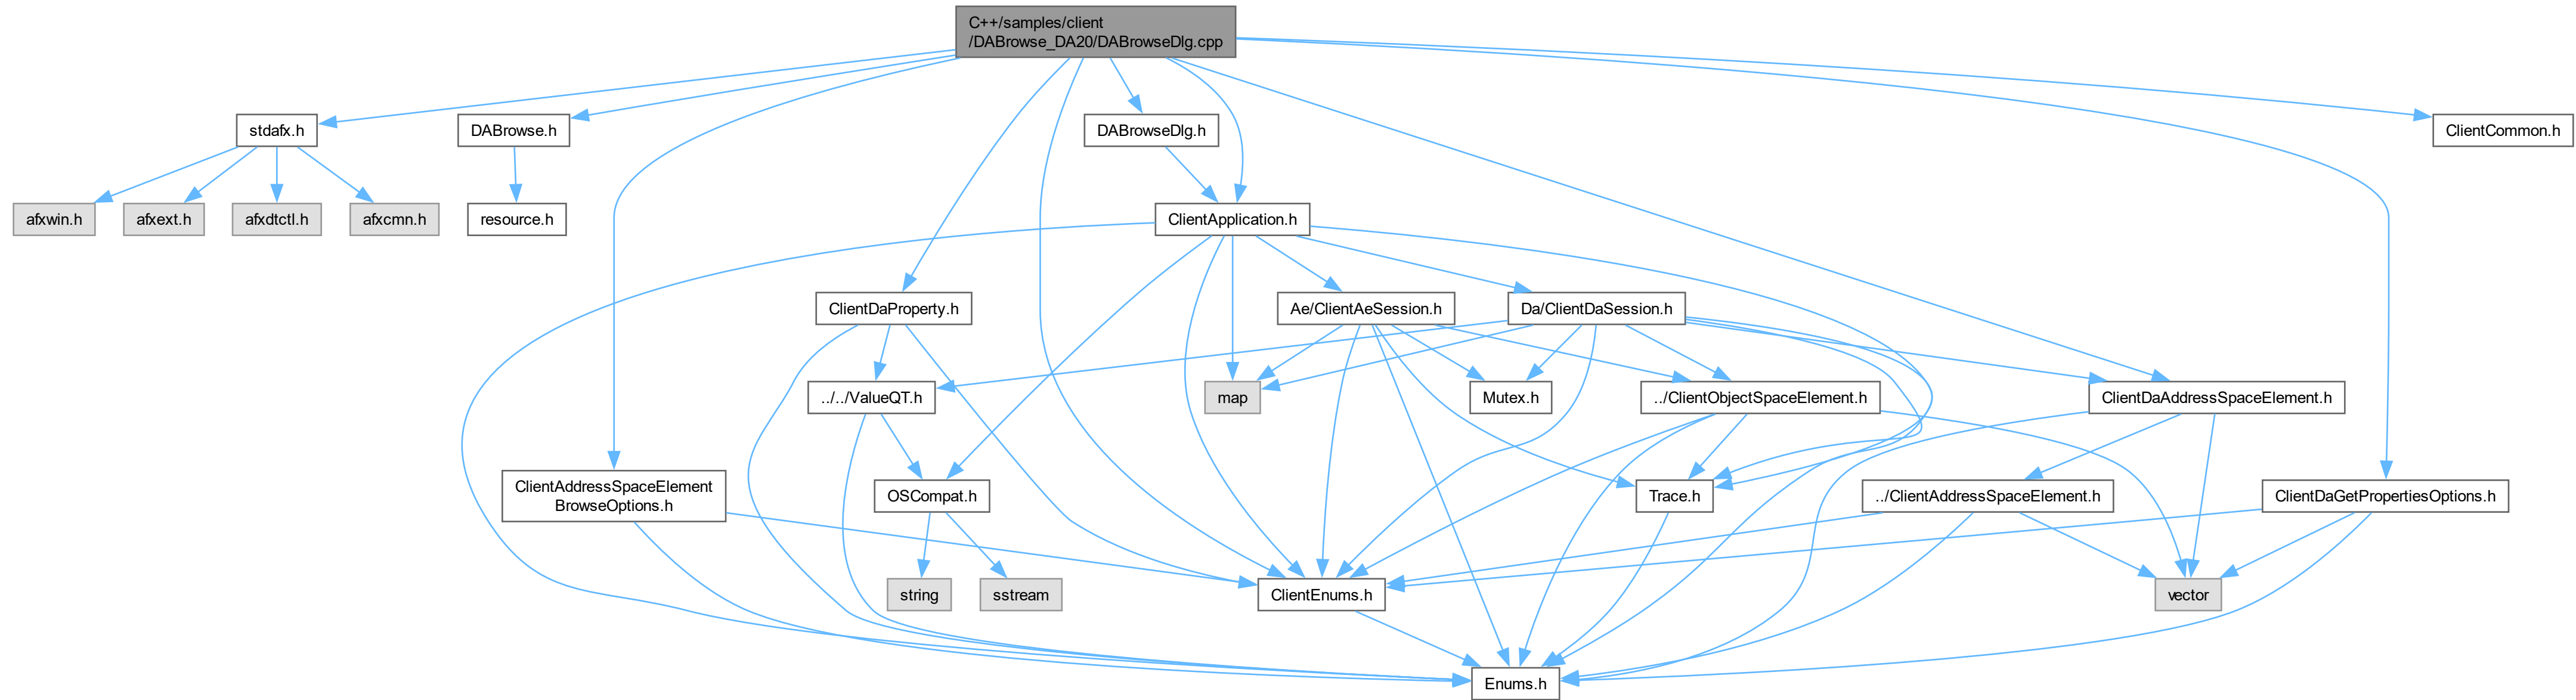 C++/samples/client
/DABrowse_DA20/DABrowseDlg.cpp
stdafx.h
DABrowse.h
DABrowseDlg.h
ClientCommon.h
afxwin.h
afxext.h
afxdtctl.h
afxcmn.h
resource.h
ClientApplication.h
ClientDaProperty.h
Ae/ClientAeSession.h
Da/ClientDaSession.h
../../ValueQT.h
map
Mutex.h
../ClientObjectSpaceElement.h
ClientDaAddressSpaceElement.h
ClientAddressSpaceElement
BrowseOptions.h
OSCompat.h
Trace.h
../ClientAddressSpaceElement.h
ClientDaGetPropertiesOptions.h
string
sstream
ClientEnums.h
vector
Enums.h